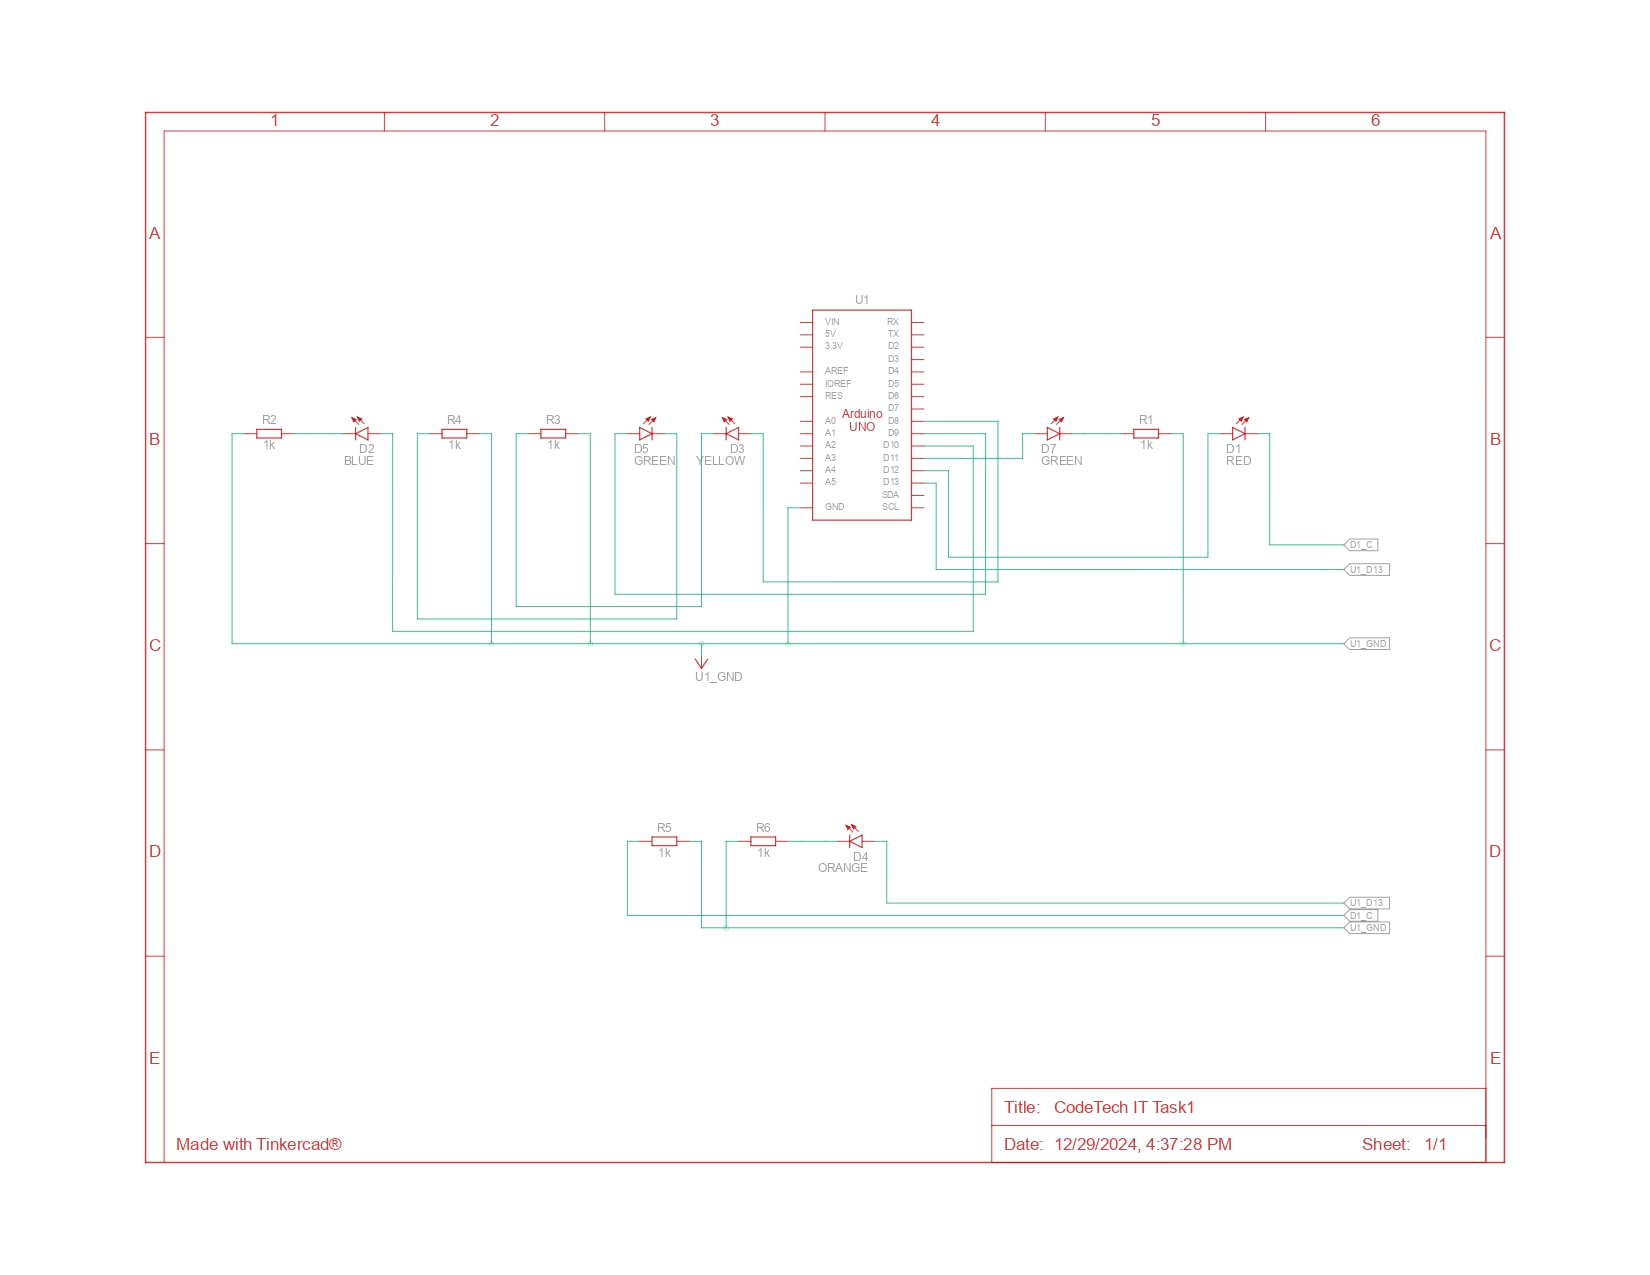 1 2 3 4 5 6
A A
U1
VIN RX
5V TX
3.3V D2
D3
AREF D4
IOREF D5
RES D6
D7
Arduino
UNO
A0 D8
A1 D9
A2 D10
A3 D11
A4 D12
A5 D13
SDA
GND SCL
B B
R2
1k
D2
BLUE
R4
1k
R3
1k
D5
GREEN
D3
YELLOW
D7
GREEN
R1
1k
D1
RED
D1_C
U1_D13
C C
U1_GND
U1_GND
D D
R5
1k
R6
1k
D4
ORANGE
U1_D13
D1_C
U1_GND
E E
Title: CodeTech IT Task1
Made with Tinkercad®
Date: 12/29/2024, 4:37:28 PM Sheet: 1/1